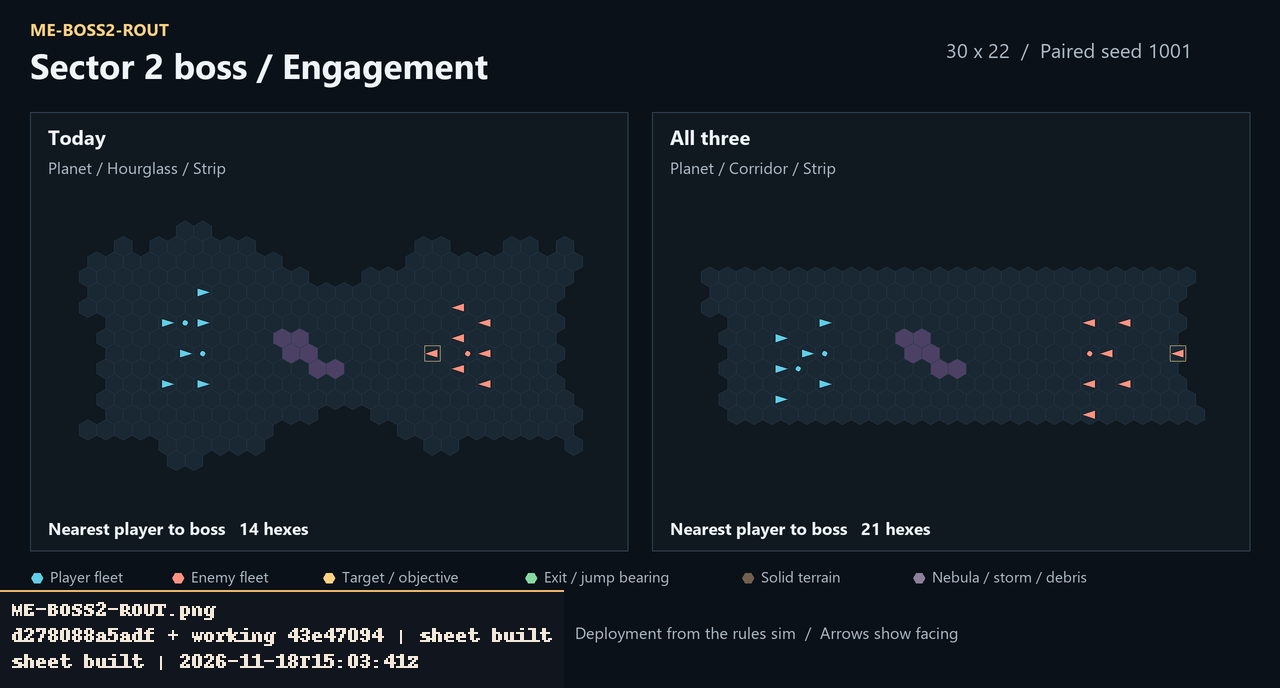 ME-BOSS2-ROUT
Sector 2 boss / Engagement
30 x 22 / Paired seed 1001
Today
Planet / Hourglass / Strip
Nearest player to boss 14 hexes
All three
Planet / Corridor / Strip
Nearest player to boss 21 hexes
Player fleet
Enemy fleet
Target / objective
Exit / jump bearing
Solid terrain
Nebula / storm / debris
ME-BOSS2-ROUT.png
d278088a5adf + working 43e47094 | sheet built
sheet built | 2026-11-18T15:03:41Z
Deployment from the rules sim / Arrows show facing